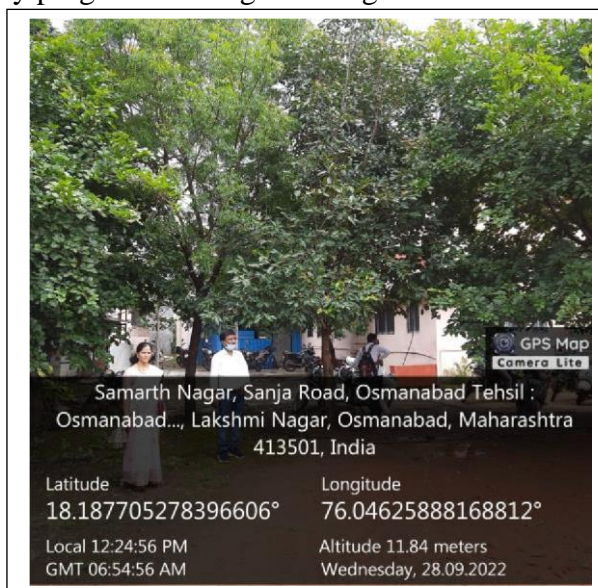 GPS Map
Camera Lite
Samarth Nagar, Sanja Road, Osmanabad Tehsil :
Osmanabad..., Lakshmi Nagar, Osmanabad, Maharashtra
413501, India
Latitude
18.187705278396606°
Longitude
76.04625888168812°
Local 12:24:56 PM
GMT 06:54:56 AM
Altitude 11.84 meters
Wednesday, 28.09.2022